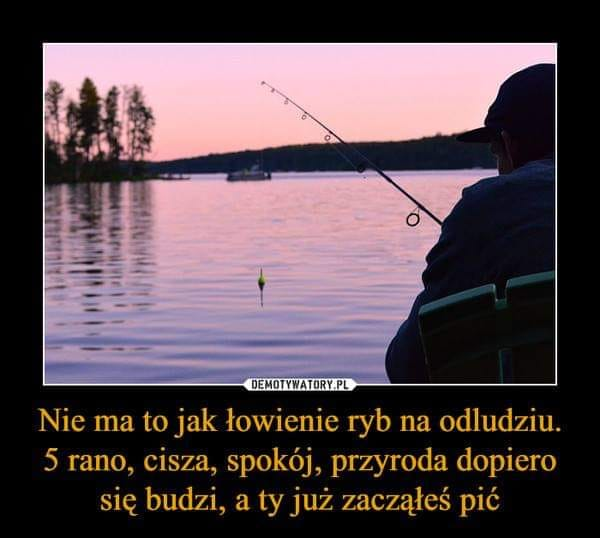 DEMOTYWATORY.PL
Nie ma to jak łowienie ryb na odludziu.
5 rano, cisza, spokój, przyroda dopiero
się budzi, a ty już zacząłeś pić